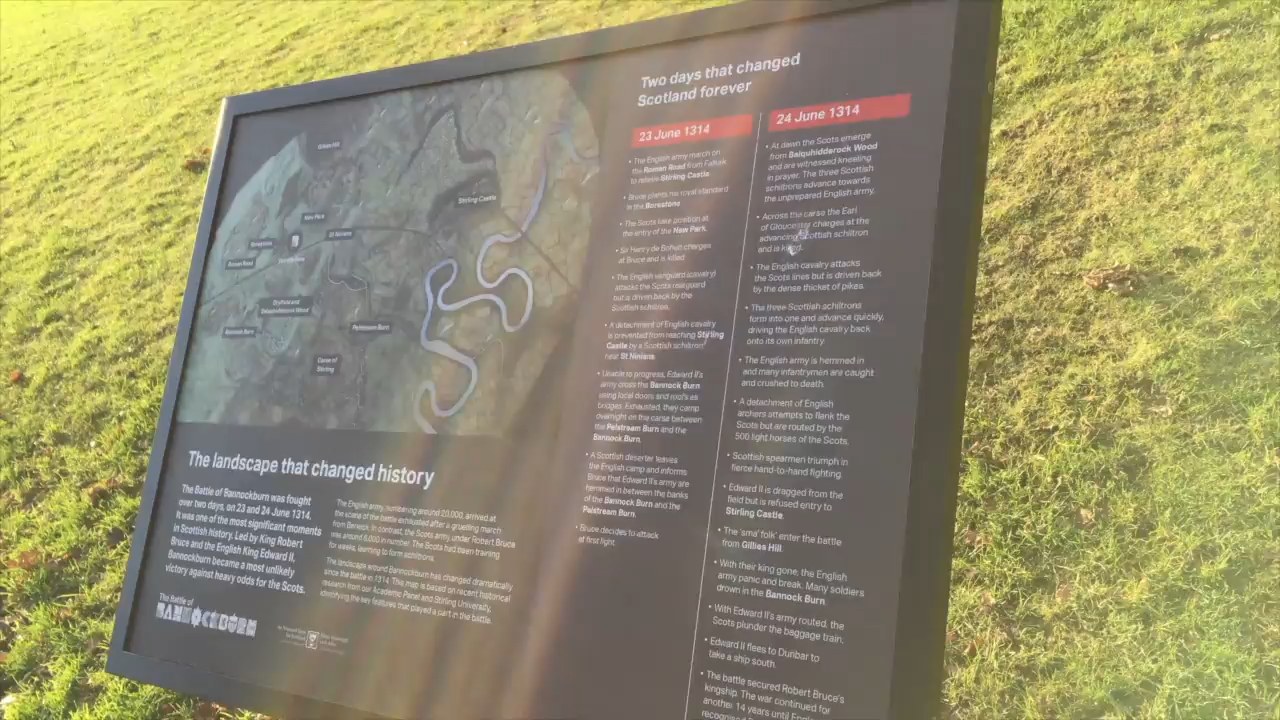 Gillies Hill
Stirling Castle
New Park
St Ninians
Borestone
Roman Road
Balquhidderock Wood
Bannock Burn
Pelstream Burn
Carse of
Stirling
The landscape that changed history
The Battle of Bannockburn was fought
over two days, on 23 and 24 June 1314.
It was one of the most significant moments
in Scottish history. Led by King Robert
Bruce and the English King Edward II,
Bannockburn became a most unlikely
victory against heavy odds for the Scots.
The English army, numbering around 20,000, arrived at
the scene of the battle exhausted after a gruelling march
from Berwick. In contrast, the Scots army, under Robert Bruce
was around 6,000 in number. The Scots had been training
for weeks, learning to form schiltrons.
The landscape around Bannockburn has changed dramatically
since the battle in 1314. This map is based on recent historical
research from our Academic Panel and Stirling University,
identifying the key features that played a part in the battle.
The Battle of
BANNOCKBURN
Two days that changed
Scotland forever
23 June 1314
• The English army march on
the Roman Road from Falkirk
to relieve Stirling Castle.
• Bruce plants his royal standard
in the Borestone.
• The Scots take position at
the entry of the New Park.
• Sir Henry de Bohun charges
at Bruce and is killed.
• The English vanguard (cavalry)
attacks the Scots rearguard
but is driven back by the
Scottish schiltron.
• A detachment of English cavalry
is prevented from reaching Stirling
Castle by a Scottish schiltron
near St Ninians.
• Unable to progress, Edward II's
army cross the Bannock Burn
using local doors and roofs as
bridges. Exhausted, they camp
overnight on the carse between
the Pelstream Burn and the
Bannock Burn.
• A Scottish deserter leaves
the English camp and informs
Bruce that Edward II's army are
hemmed in between the banks
of the Bannock Burn and the
Pelstream Burn.
• Bruce decides to attack
at first light.
24 June 1314
• At dawn the Scots emerge
from Balquhidderock Wood
and are witnessed kneeling
in prayer. The three Scottish
schiltrons advance towards
the unprepared English army.
• Across the carse the Earl
of Gloucester charges at the
advancing Scottish schiltron
and is killed.
• The English cavalry attacks
the Scots lines but is driven back
by the dense thicket of pikes.
• The three Scottish schiltrons
form into one and advance quickly,
driving the English cavalry back
onto its own infantry.
• The English army is hemmed in
and many infantrymen are caught
and crushed to death.
• A detachment of English
archers attempts to flank the
Scots but are routed by the
500 light horses of the Scots.
• Scottish spearmen triumph in
fierce hand-to-hand fighting.
• Edward II is dragged from the
field but is refused entry to
Stirling Castle.
• The 'sma' folk' enter the battle
from Gillies Hill.
• With their king gone, the English
army panic and break. Many soldiers
drown in the Bannock Burn.
• With Edward II's army routed, the
Scots plunder the baggage train.
• Edward II flees to Dunbar to
take a ship south.
• The battle secured Robert Bruce's
kingship. The war continued for
another 14 years until